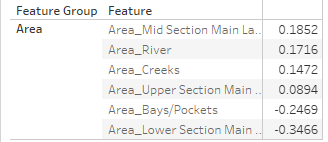 Feature Group Feature
Area Area_Mid Section Main La.. 0.1852
Area_River 0.1716
Area_Creeks 0.1472
Area_Upper Section Main .. 0.0894
Area_Bays/Pockets -0.2469
Area_Lower Section Main .. -0.3466